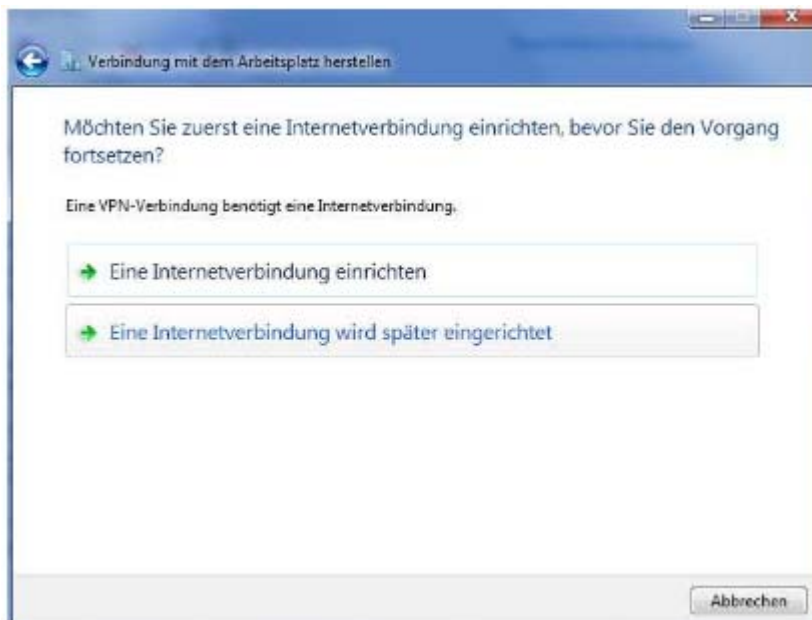 Verbindung mit dem Arbeitsplatz herstellen
Möchten Sie zuerst eine Internetverbindung einrichten, bevor Sie den Vorgang
fortsetzen?
Eine VPN-Verbindung benötigt eine Internetverbindung.
Eine Internetverbindung einrichten
Eine Internetverbindung wird später eingerichtet
Abbrechen